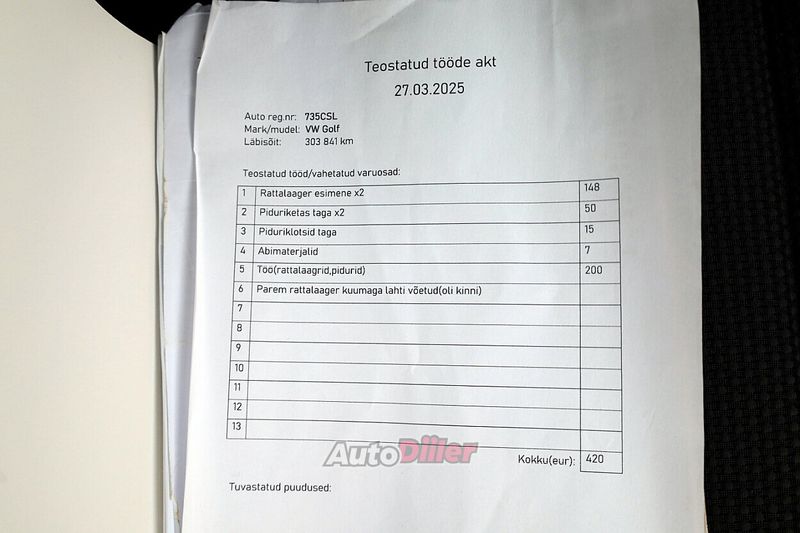 Teostatud tööde akt
27.03.2025
Auto reg.nr: 735CSL
Mark/mudel: VW Golf
Läbisõit: 303 841 km
Teostatud tööd/vahetatud varuosad:
1 Rattalaager esimene x2 148
2 Piduriketas taga x2 50
3 Piduriklotsid taga 15
4 Abimaterjalid 7
5 Töö(rattalaagrid,pidurid) 200
6 Parem rattalaager kuumaga lahti võetud(oli kinni)
7
8
9
10
11
12
13
AutoDiiler
Kokku(eur): 420
Tuvastatud puudused: